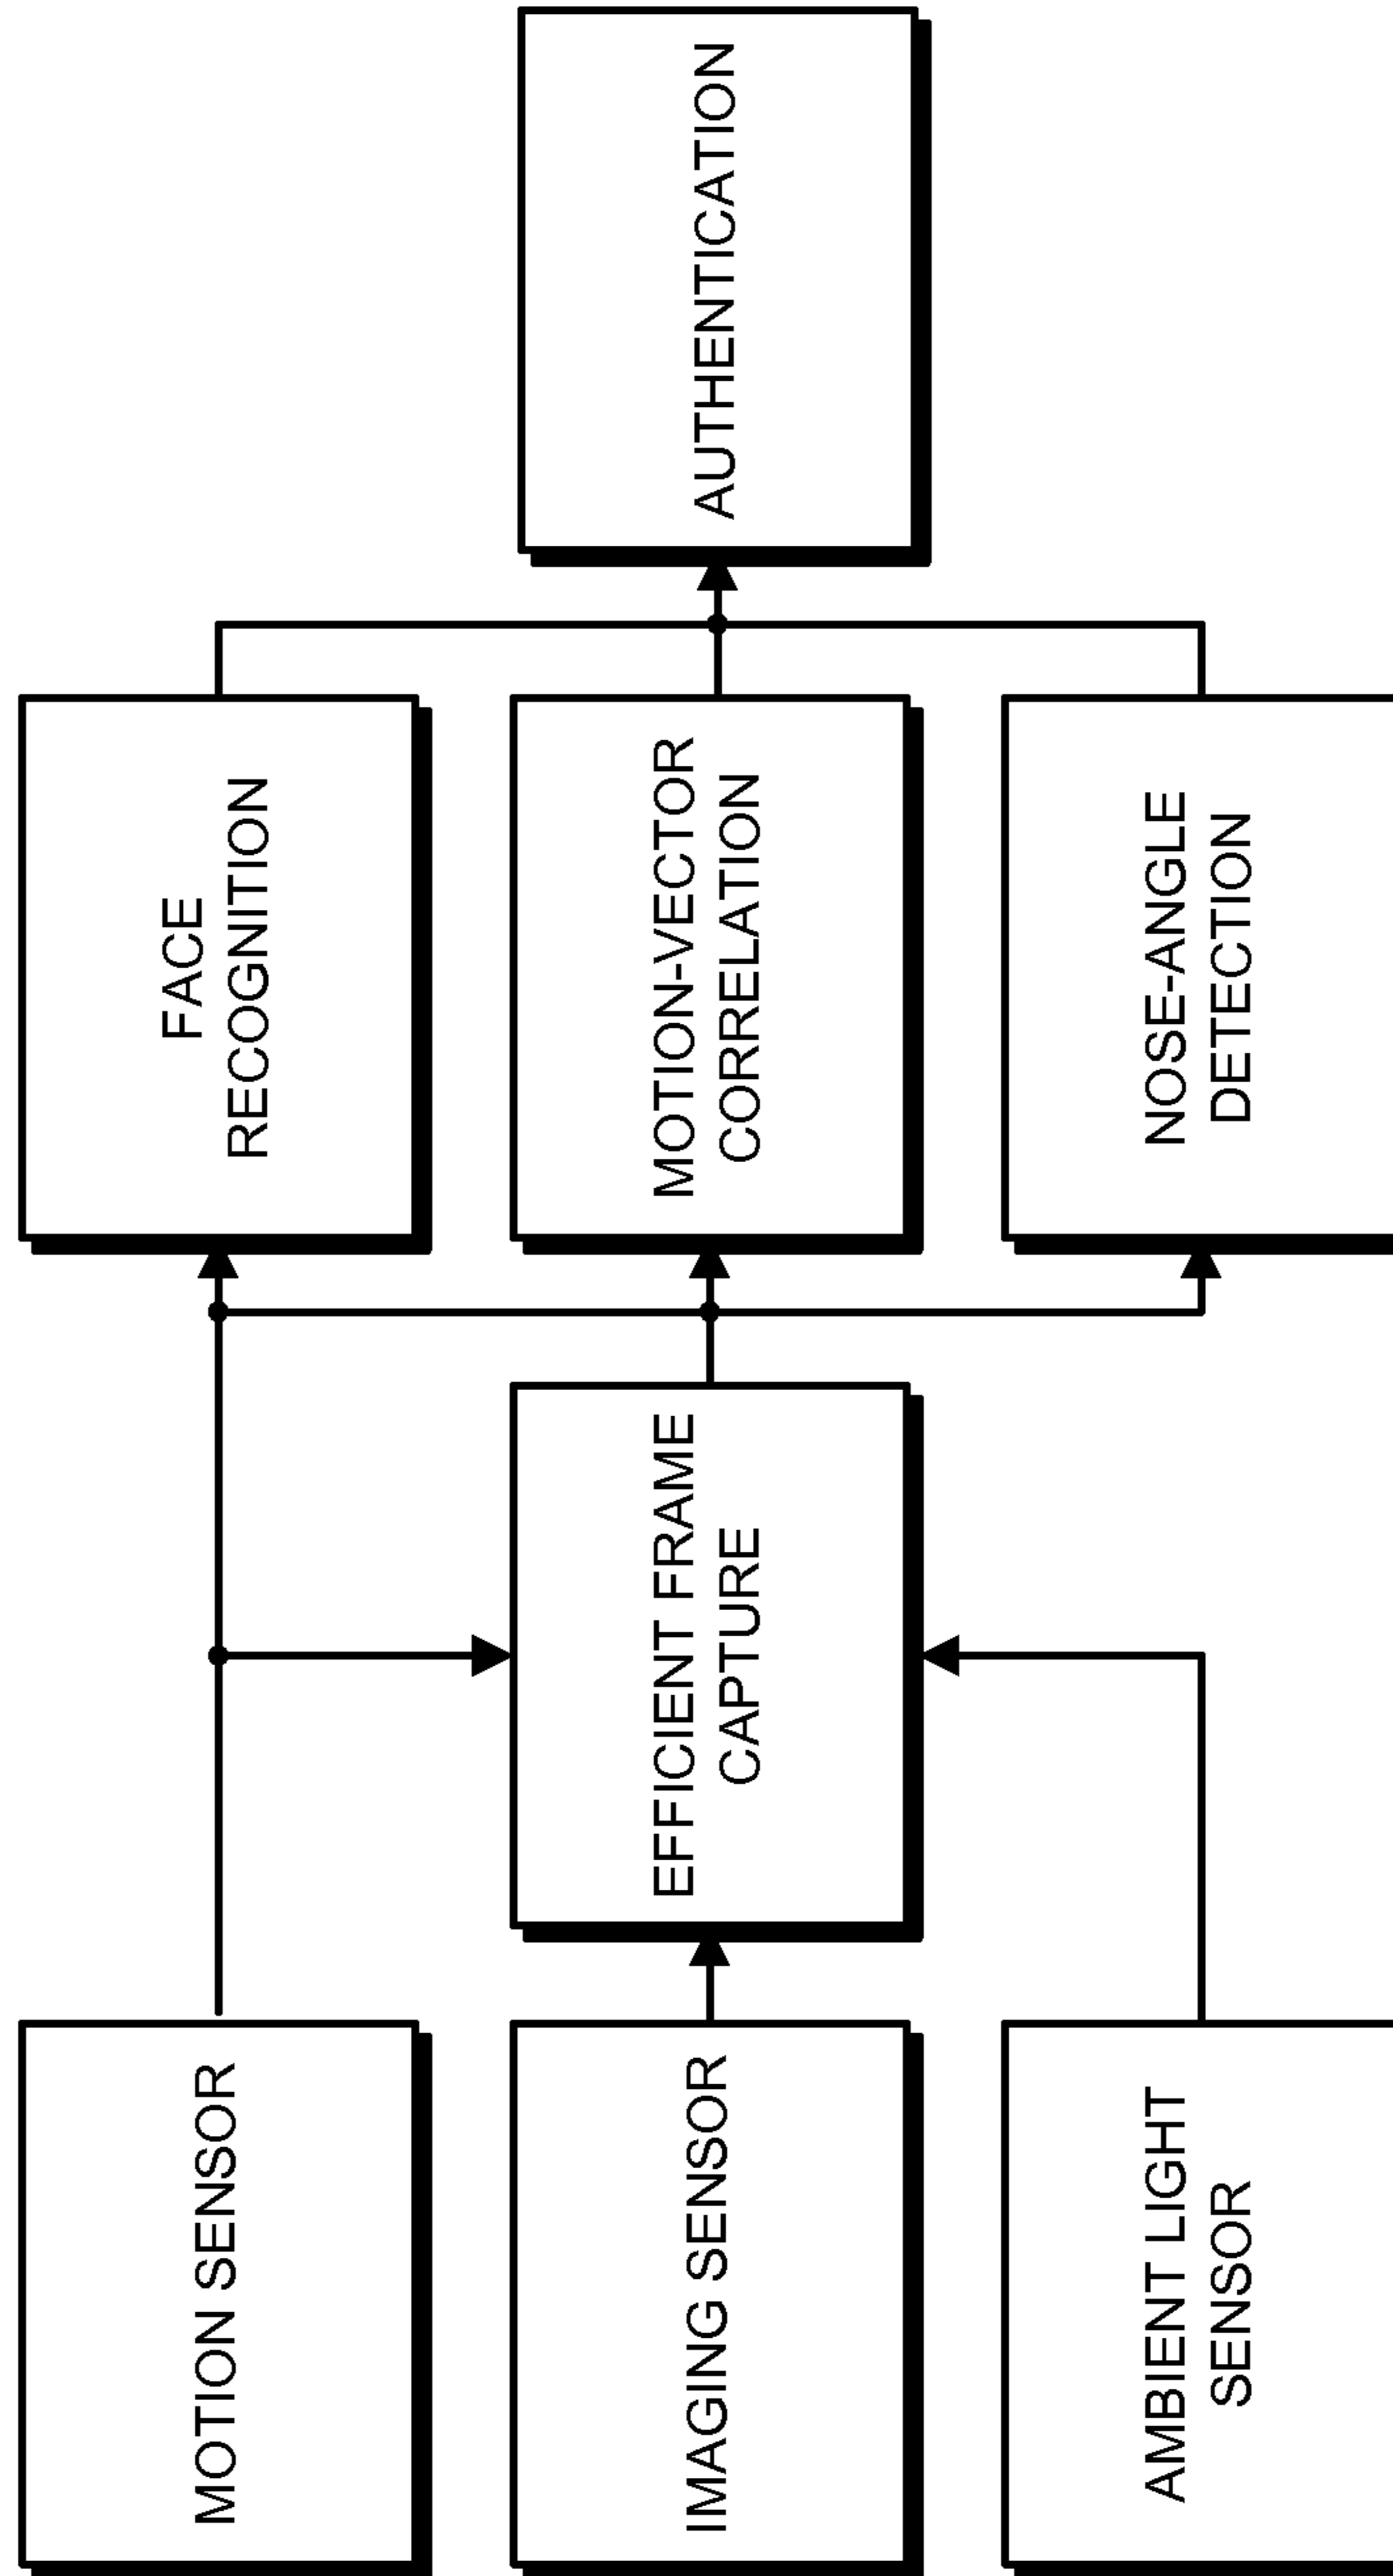 MOTION SENSOR
IMAGING SENSOR
AMBIENT LIGHT
SENSOR
EFFICIENT FRAME
CAPTURE
FACE
RECOGNITION
MOTION-VECTOR
CORRELATION
NOSE-ANGLE
DETECTION
AUTHENTICATION